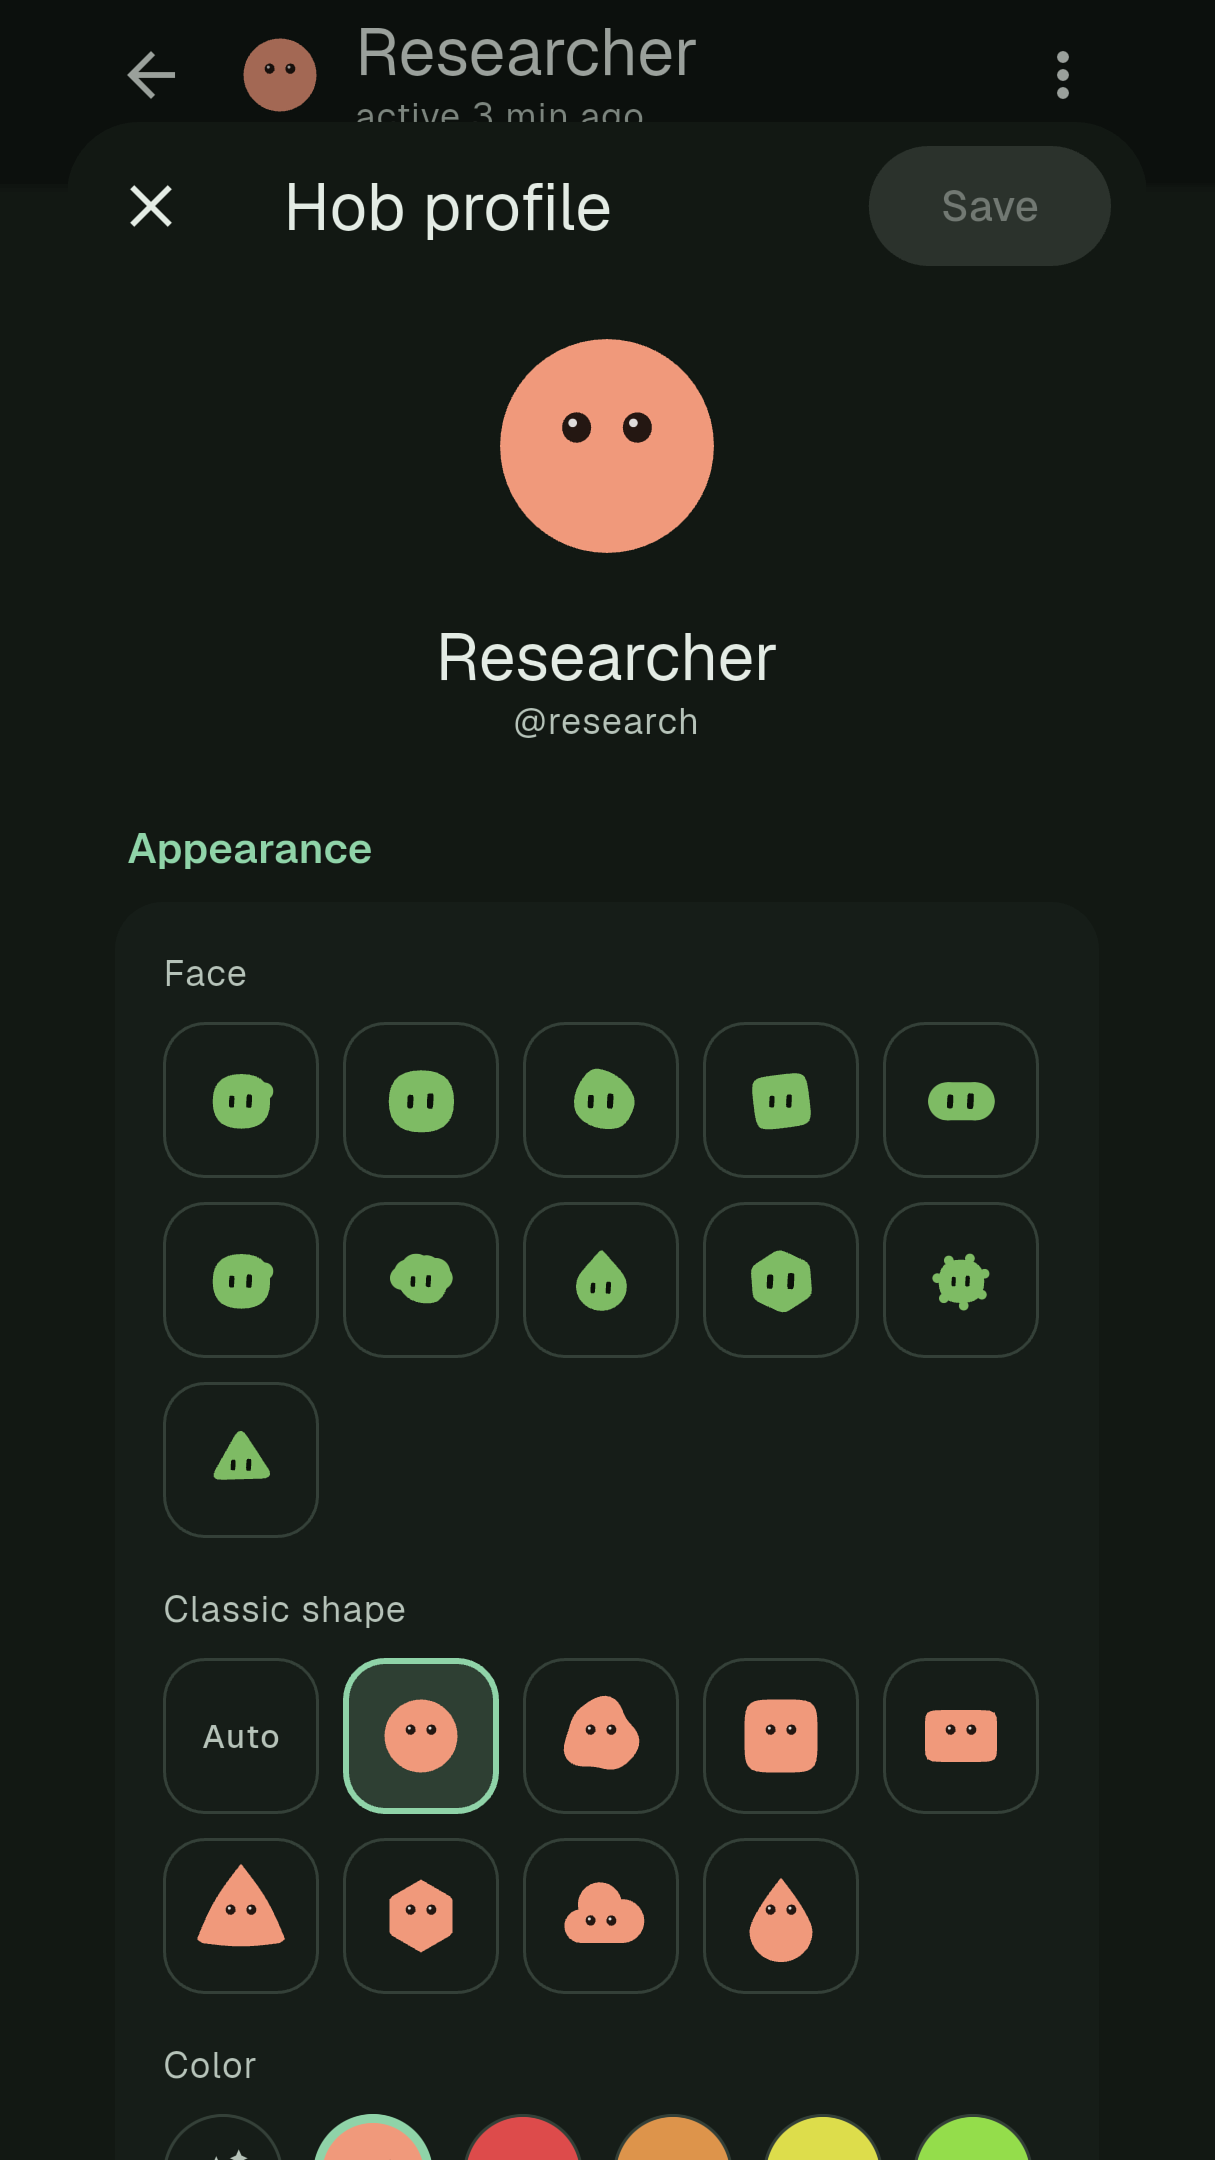 Researcher
active 3 min ago
Hob profile
Save
Researcher
@research
Appearance
Face
Classic shape
Auto
Color